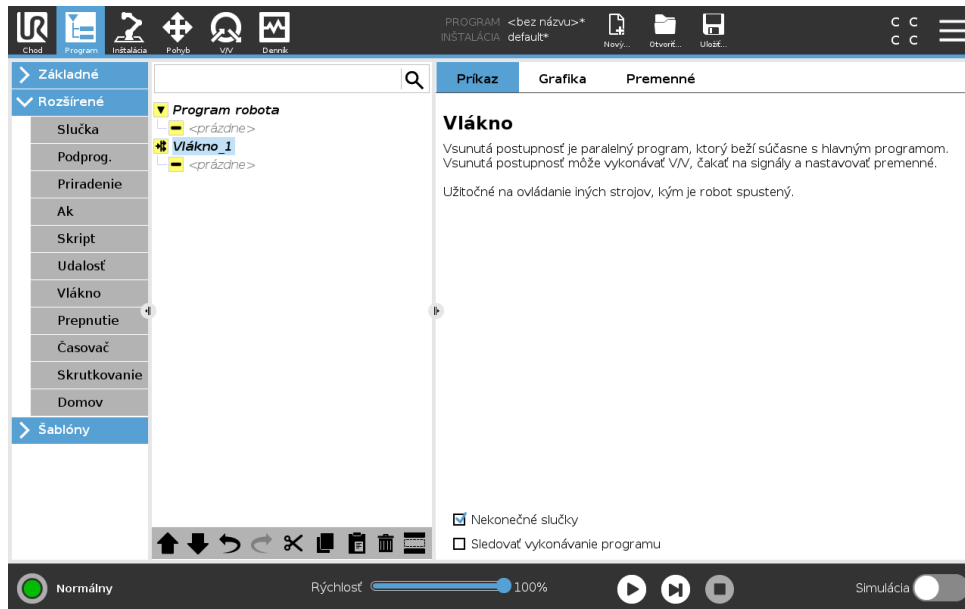 UR
PROGRAM <bez názvu>*
INŠTALÁCIA default*
C C
C C
Chod
Program
Inštalácia
Pohyb
V/V
Denník
Nový...
Otvoriť...
Uložiť...
Základné
Rozšírené
Slučka
Podprog.
Priradenie
Ak
Skript
Udalosť
Vlákno
Prepnutie
Časovač
Skrutkovanie
Domov
Šablóny
Program robota
<prázdne>
Vlákno_1
<prázdne>
Príkaz
Grafika
Premenné
Vlákno
Vsunutá postupnosť je paralelný program, ktorý beží súčasne s hlavným programom.
Vsunutá postupnosť môže vykonávať V/V, čakať na signály a nastavovať premenné.
Užitočné na ovládanie iných strojov, kým je robot spustený.
Nekonečné slučky
Sledovať vykonávanie programu
Normálny
Rýchlosť
100%
Simulácia